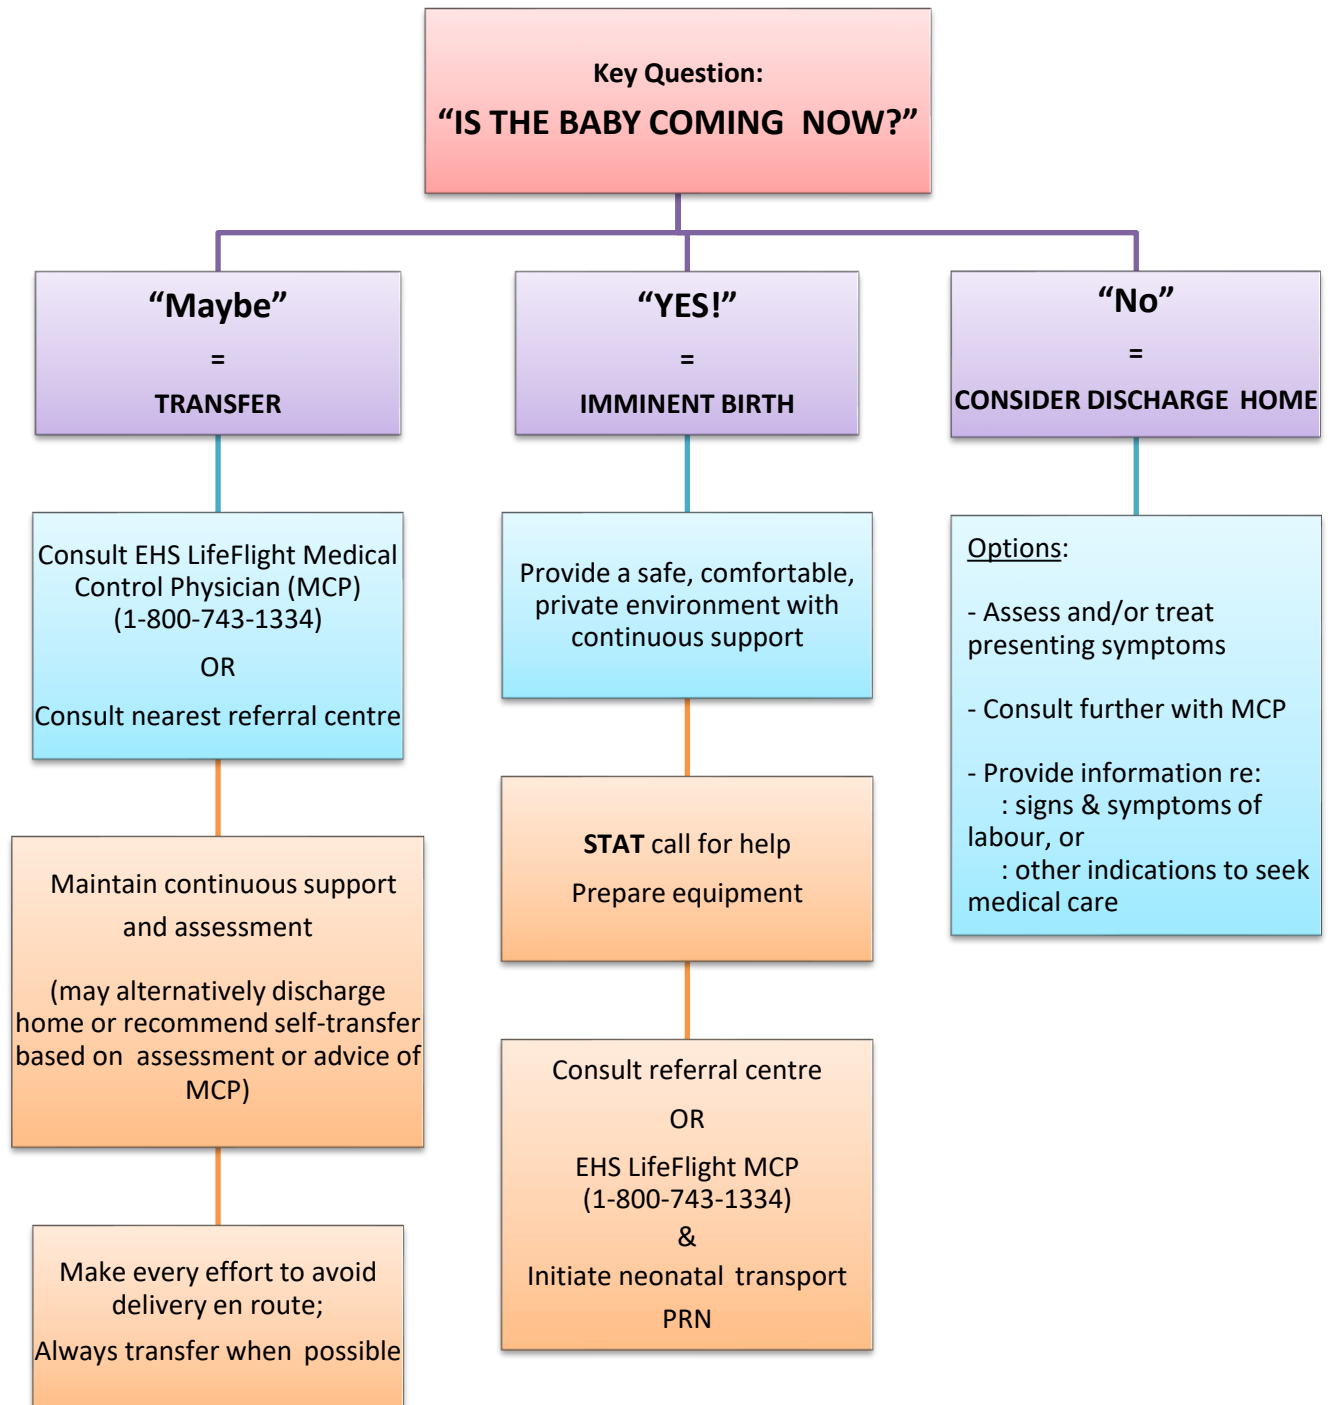 Key Question:
“IS THE BABY COMING NOW?”
“Maybe”
=
TRANSFER
Consult EHS LifeFlight Medical
Control Physician (MCP)
(1-800-743-1334)
OR
Consult nearest referral centre
Maintain continuous support
and assessment
(may alternatively discharge
home or recommend self-transfer
based on assessment or advice of
MCP)
Make every effort to avoid
delivery en route;
Always transfer when possible
“YES!”
=
IMMINENT BIRTH
Provide a safe, comfortable,
private environment with
continuous support
STAT call for help
Prepare equipment
Consult referral centre
OR
EHS LifeFlight MCP
(1-800-743-1334)
&
Initiate neonatal transport
PRN
“No”
=
CONSIDER DISCHARGE HOME
Options:
- Assess and/or treat
presenting symptoms
- Consult further with MCP
- Provide information re:
: signs & symptoms of
labour, or
: other indications to seek
medical care